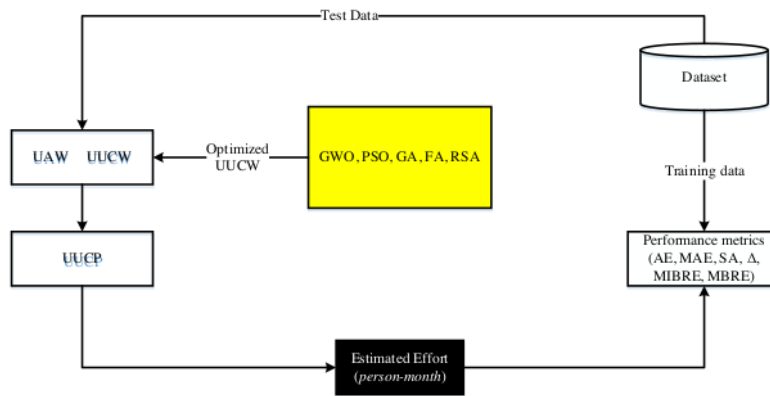 Test Data
Dataset
UAW UUCW
Optimized
UUCW
GWO, PSO, GA, FA, RSA
Training data
UUCP
Performance metrics
(AE, MAE, SA, Δ,
MIBRE, MBRE)
Estimated Effort
(person-month)